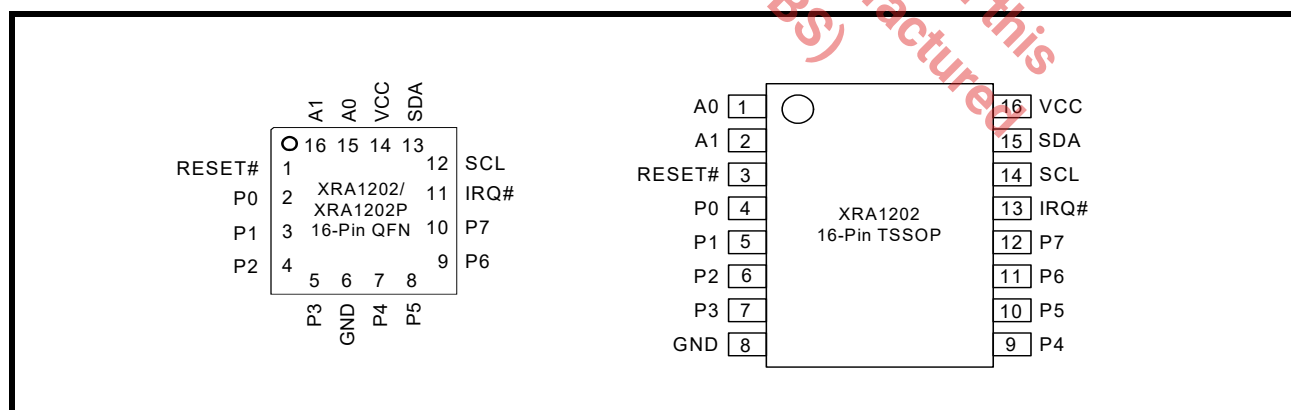 this
actured
BS)
A1
A0
VCC
SDA
16 15 14 13
RESET# 1
P0 2
P1 3
P2 4
XRA1202/
XRA1202P
16-Pin QFN
12 SCL
11 IRQ#
10 P7
9 P6
5 6 7 8
P3
GND
P4
P5
A0 1
A1 2
RESET# 3
P0 4
P1 5
P2 6
P3 7
GND 8
XRA1202
16-Pin TSSOP
16 VCC
15 SDA
14 SCL
13 IRQ#
12 P7
11 P6
10 P5
9 P4